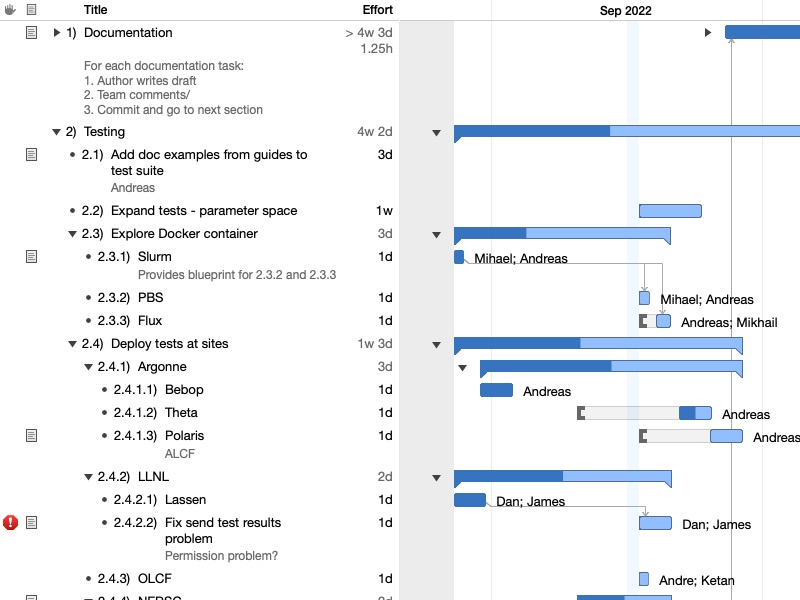 Title Effort Sep 2022
1) Documentation > 4w 3d
1.25h
For each documentation task:
1. Author writes draft
2. Team comments/
3. Commit and go to next section
2) Testing 4w 2d
2.1) Add doc examples from guides to 3d
test suite
Andreas
2.2) Expand tests - parameter space 1w
2.3) Explore Docker container 3d
2.3.1) Slurm 1d Mihael; Andreas
Provides blueprint for 2.3.2 and 2.3.3
2.3.2) PBS 1d Mihael; Andreas
2.3.3) Flux 1d Andreas; Mikhail
2.4) Deploy tests at sites 1w 3d
2.4.1) Argonne 3d
2.4.1.1) Bebop 1d Andreas
2.4.1.2) Theta 1d Andreas
2.4.1.3) Polaris 1d Andreas
ALCF
2.4.2) LLNL 2d
2.4.2.1) Lassen 1d Dan; James
2.4.2.2) Fix send test results 1d Dan; James
problem
Permission problem?
2.4.3) OLCF 1d Andre; Ketan
2.4.4) NERSC